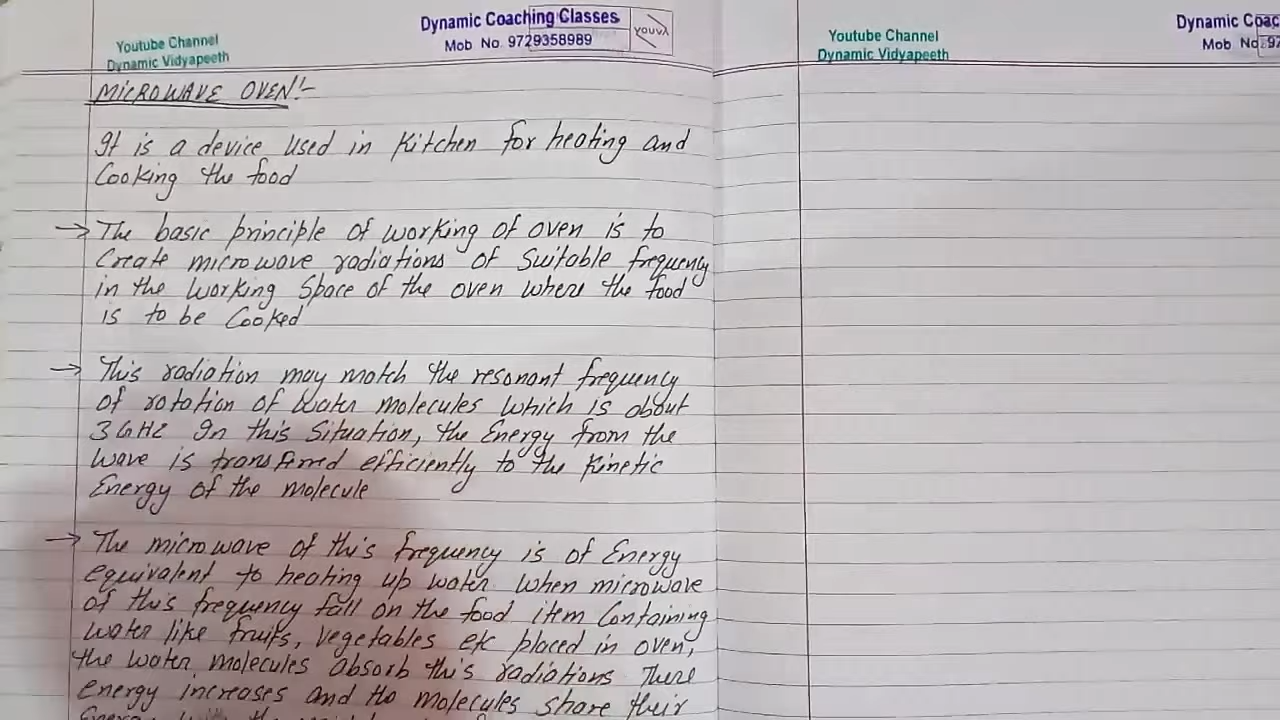 Dynamic Coaching Classes
Mob No. 9729358989
Youtube Channel
Dynamic Vidyapeeth
MICROWAVE OVEN!-
It is a device used in Kitchen for heating and
Cooking the food
→ The basic principle of working of oven is to
Create microwave radiations of Suitable frequency
in the working Space of the oven where the food
is to be Cooked
→ This radiation may match the resonant frequency
of rotation of water molecules which is about
3 GHz In this Situation, the Energy from the
wave is transferred efficiently to the Kinetic
Energy of the molecule
→ The microwave of this frequency is of Energy
equivalent to heating up water when microwave
of this frequency fall on the food item Containing
water like fruits, vegetables etc placed in oven,
the water molecules absorb this radiations There
energy increases and the molecules share their
Youtube Channel
Dynamic Vidyapeeth
Dynamic Coac
Mob No 97